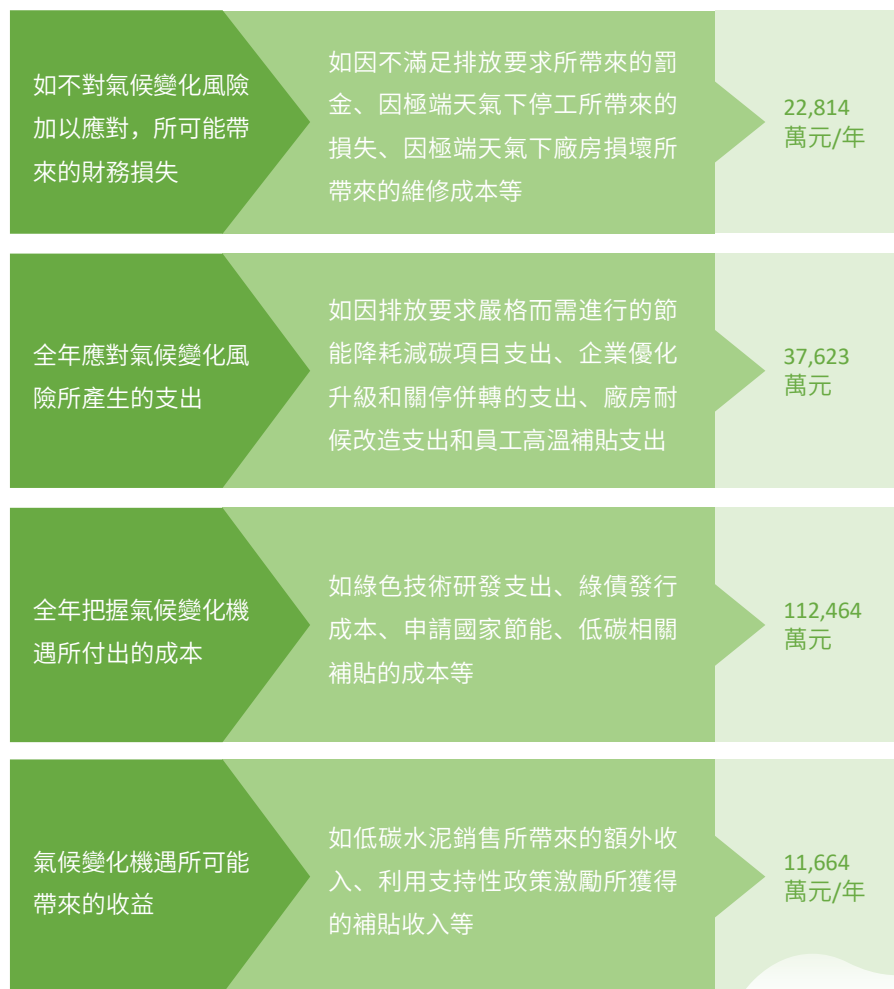 如不對氣候變化風險
加以應對，所可能帶
來的財務損失
如因不滿足排放要求所帶來的罰
金、因極端天氣下停工所帶來的
損失、因極端天氣下廠房損壞所
帶來的維修成本等
22,814
萬元/年
全年應對氣候變化風
險所產生的支出
如因排放要求嚴格而需進行的節
能降耗減碳項目支出、企業優化
升級和關停併轉的支出、廠房耐
候改造支出和員工高溫補貼支出
37,623
萬元
全年把握氣候變化機
遇所付出的成本
如綠色技術研發支出、綠債發行
成本、申請國家節能、低碳相關
補貼的成本等
112,464
萬元
氣候變化機遇所可能
帶來的收益
如低碳水泥銷售所帶來的額外收
入、利用支持性政策激勵所獲得
的補貼收入等
11,664
萬元/年